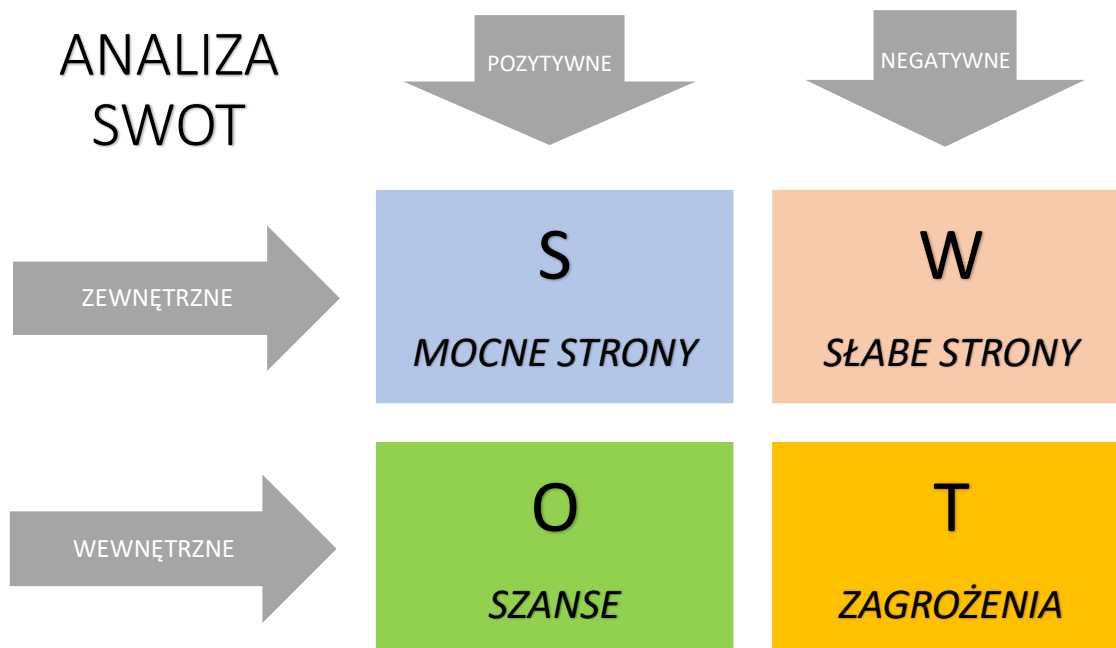 ANALIZA
SWOT
POZYTYWNE
NEGATYWNE
ZEWNĘTRZNE
S
MOCNE STRONY
W
SŁABE STRONY
WEWNĘTRZNE
O
SZANSE
T
ZAGROŻENIA